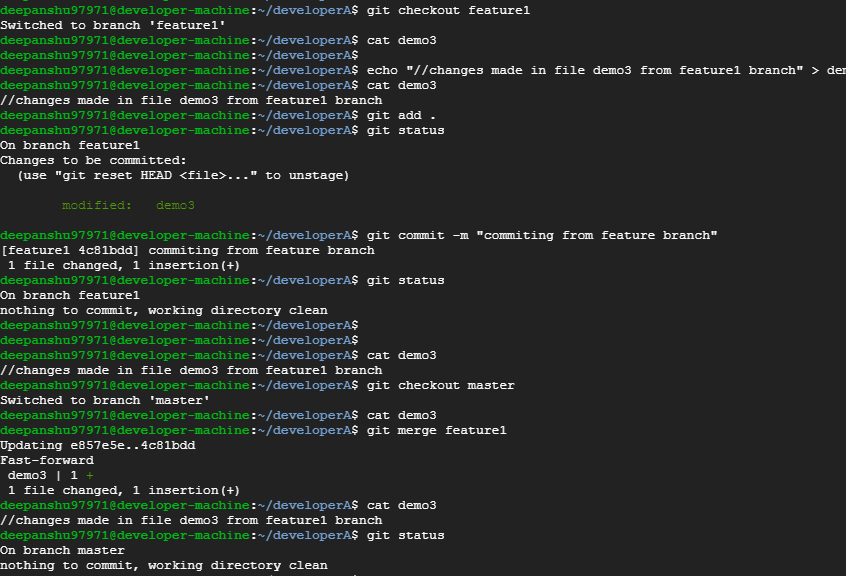 deepanshu97971@developer-machine:~/developerA$ git checkout feature1
Switched to branch 'feature1'
deepanshu97971@developer-machine:~/developerA$ cat demo3
deepanshu97971@developer-machine:~/developerA$
deepanshu97971@developer-machine:~/developerA$ echo "//changes made in file demo3 from feature1 branch" > dem
deepanshu97971@developer-machine:~/developerA$ cat demo3
//changes made in file demo3 from feature1 branch
deepanshu97971@developer-machine:~/developerA$ git add .
deepanshu97971@developer-machine:~/developerA$ git status
On branch feature1
Changes to be committed:
  (use "git reset HEAD <file>..." to unstage)
        modified:   demo3
deepanshu97971@developer-machine:~/developerA$ git commit -m "commiting from feature branch"
[feature1 4c81bdd] commiting from feature branch
 1 file changed, 1 insertion(+)
deepanshu97971@developer-machine:~/developerA$ git status
On branch feature1
nothing to commit, working directory clean
deepanshu97971@developer-machine:~/developerA$
deepanshu97971@developer-machine:~/developerA$
deepanshu97971@developer-machine:~/developerA$ cat demo3
//changes made in file demo3 from feature1 branch
deepanshu97971@developer-machine:~/developerA$ git checkout master
Switched to branch 'master'
deepanshu97971@developer-machine:~/developerA$ cat demo3
deepanshu97971@developer-machine:~/developerA$ git merge feature1
Updating e857e5e..4c81bdd
Fast-forward
 demo3 | 1 +
 1 file changed, 1 insertion(+)
deepanshu97971@developer-machine:~/developerA$ cat demo3
//changes made in file demo3 from feature1 branch
deepanshu97971@developer-machine:~/developerA$ git status
On branch master
nothing to commit, working directory clean